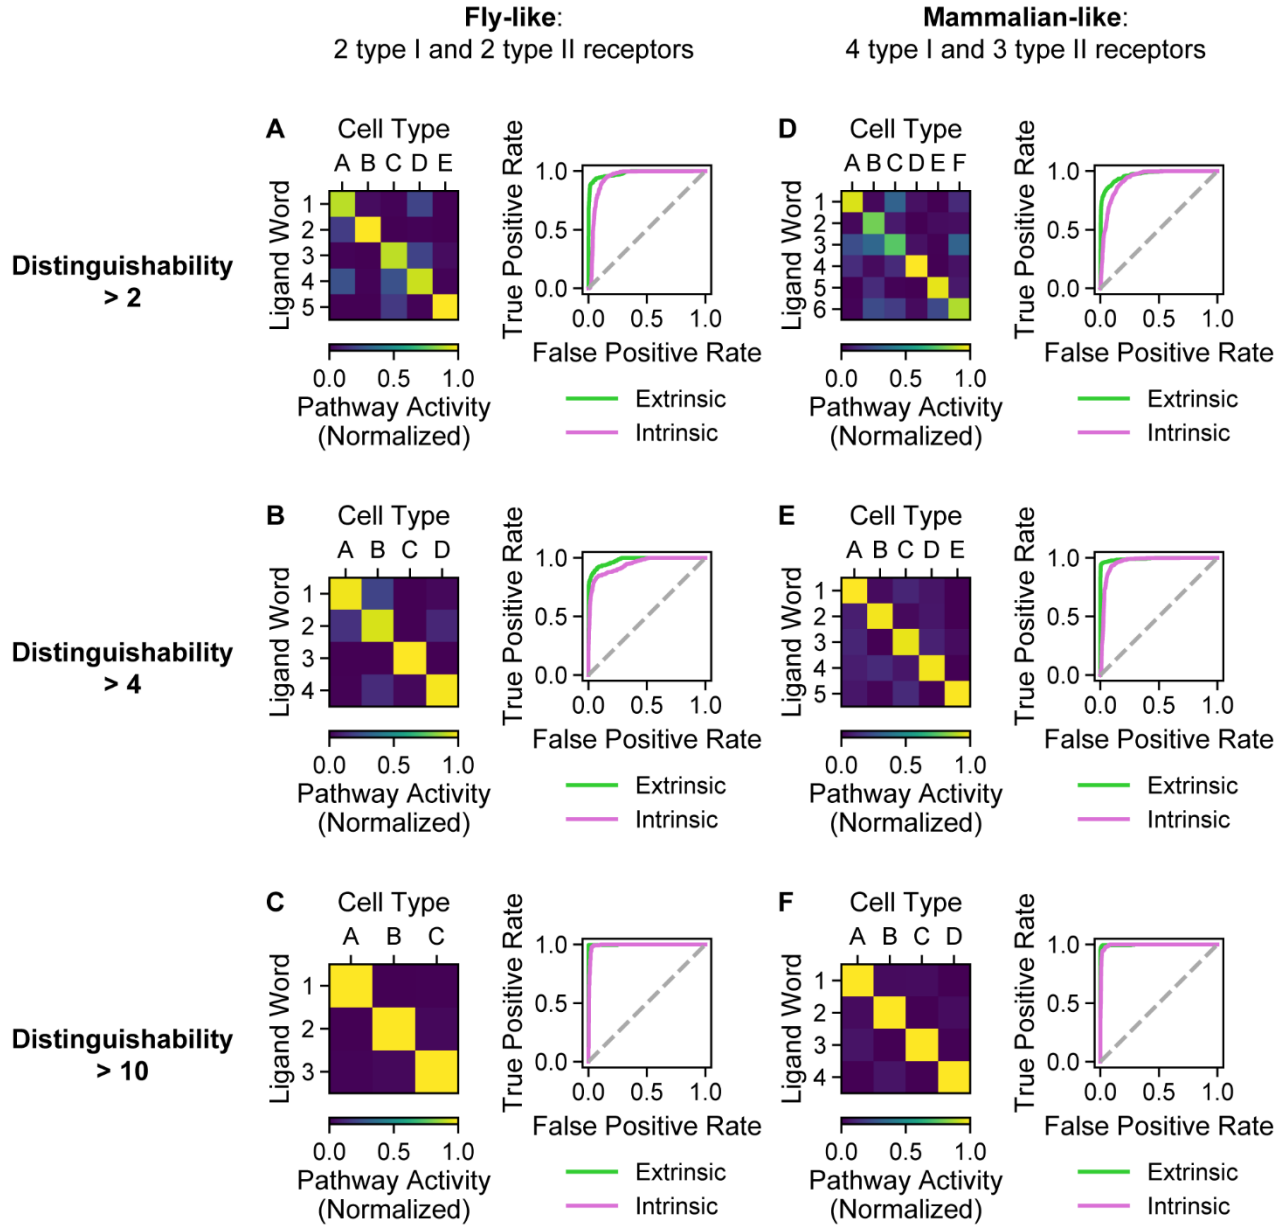 Fly-like:
2 type I and 2 type II receptors
Mammalian-like:
4 type I and 3 type II receptors
Distinguishability
> 2
A
Cell Type
A B C D E
Ligand Word
1
2
3
4
5
0.0 0.5 1.0
Pathway Activity
(Normalized)
True Positive Rate
1.0
0.5
0.0
0.0 0.5 1.0
False Positive Rate
Extrinsic
Intrinsic
D
Cell Type
A B C D E F
Ligand Word
1
2
3
4
5
6
0.0 0.5 1.0
Pathway Activity
(Normalized)
True Positive Rate
1.0
0.5
0.0
0.0 0.5 1.0
False Positive Rate
Extrinsic
Intrinsic
Distinguishability
> 4
B
Cell Type
A B C D
Ligand Word
1
2
3
4
0.0 0.5 1.0
Pathway Activity
(Normalized)
True Positive Rate
1.0
0.5
0.0
0.0 0.5 1.0
False Positive Rate
Extrinsic
Intrinsic
E
Cell Type
A B C D E
Ligand Word
1
2
3
4
5
0.0 0.5 1.0
Pathway Activity
(Normalized)
True Positive Rate
1.0
0.5
0.0
0.0 0.5 1.0
False Positive Rate
Extrinsic
Intrinsic
Distinguishability
> 10
C
Cell Type
A B C
Ligand Word
1
2
3
0.0 0.5 1.0
Pathway Activity
(Normalized)
True Positive Rate
1.0
0.5
0.0
0.0 0.5 1.0
False Positive Rate
Extrinsic
Intrinsic
F
Cell Type
A B C D
Ligand Word
1
2
3
4
0.0 0.5 1.0
Pathway Activity
(Normalized)
True Positive Rate
1.0
0.5
0.0
0.0 0.5 1.0
False Positive Rate
Extrinsic
Intrinsic